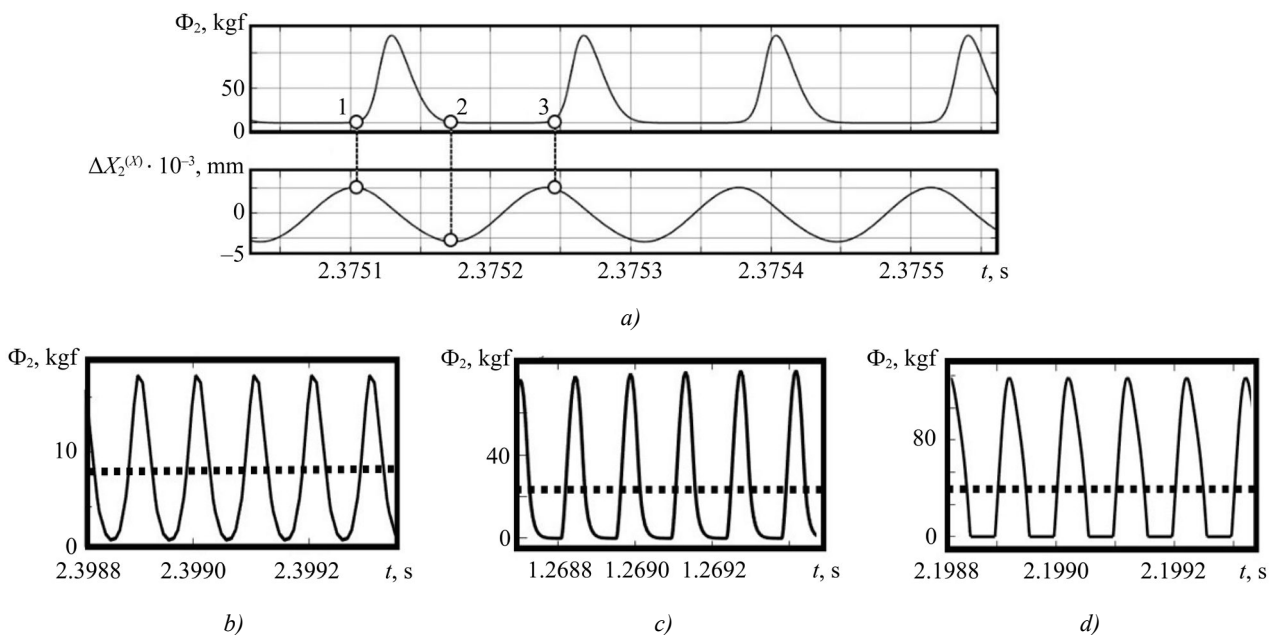 Φ₂, kgf
50
0
1 2 3
ΔX₂⁽ˣ⁾ · 10⁻³, mm
0
−5
2.3751 2.3752 2.3753 2.3754 2.3755 t, s
a)
Φ₂, kgf
10
0
2.3988 2.3990 2.3992 t, s
b)
Φ₂, kgf
40
0
1.2688 1.2690 1.2692 t, s
c)
Φ₂, kgf
80
0
2.1988 2.1990 2.1992 t, s
d)